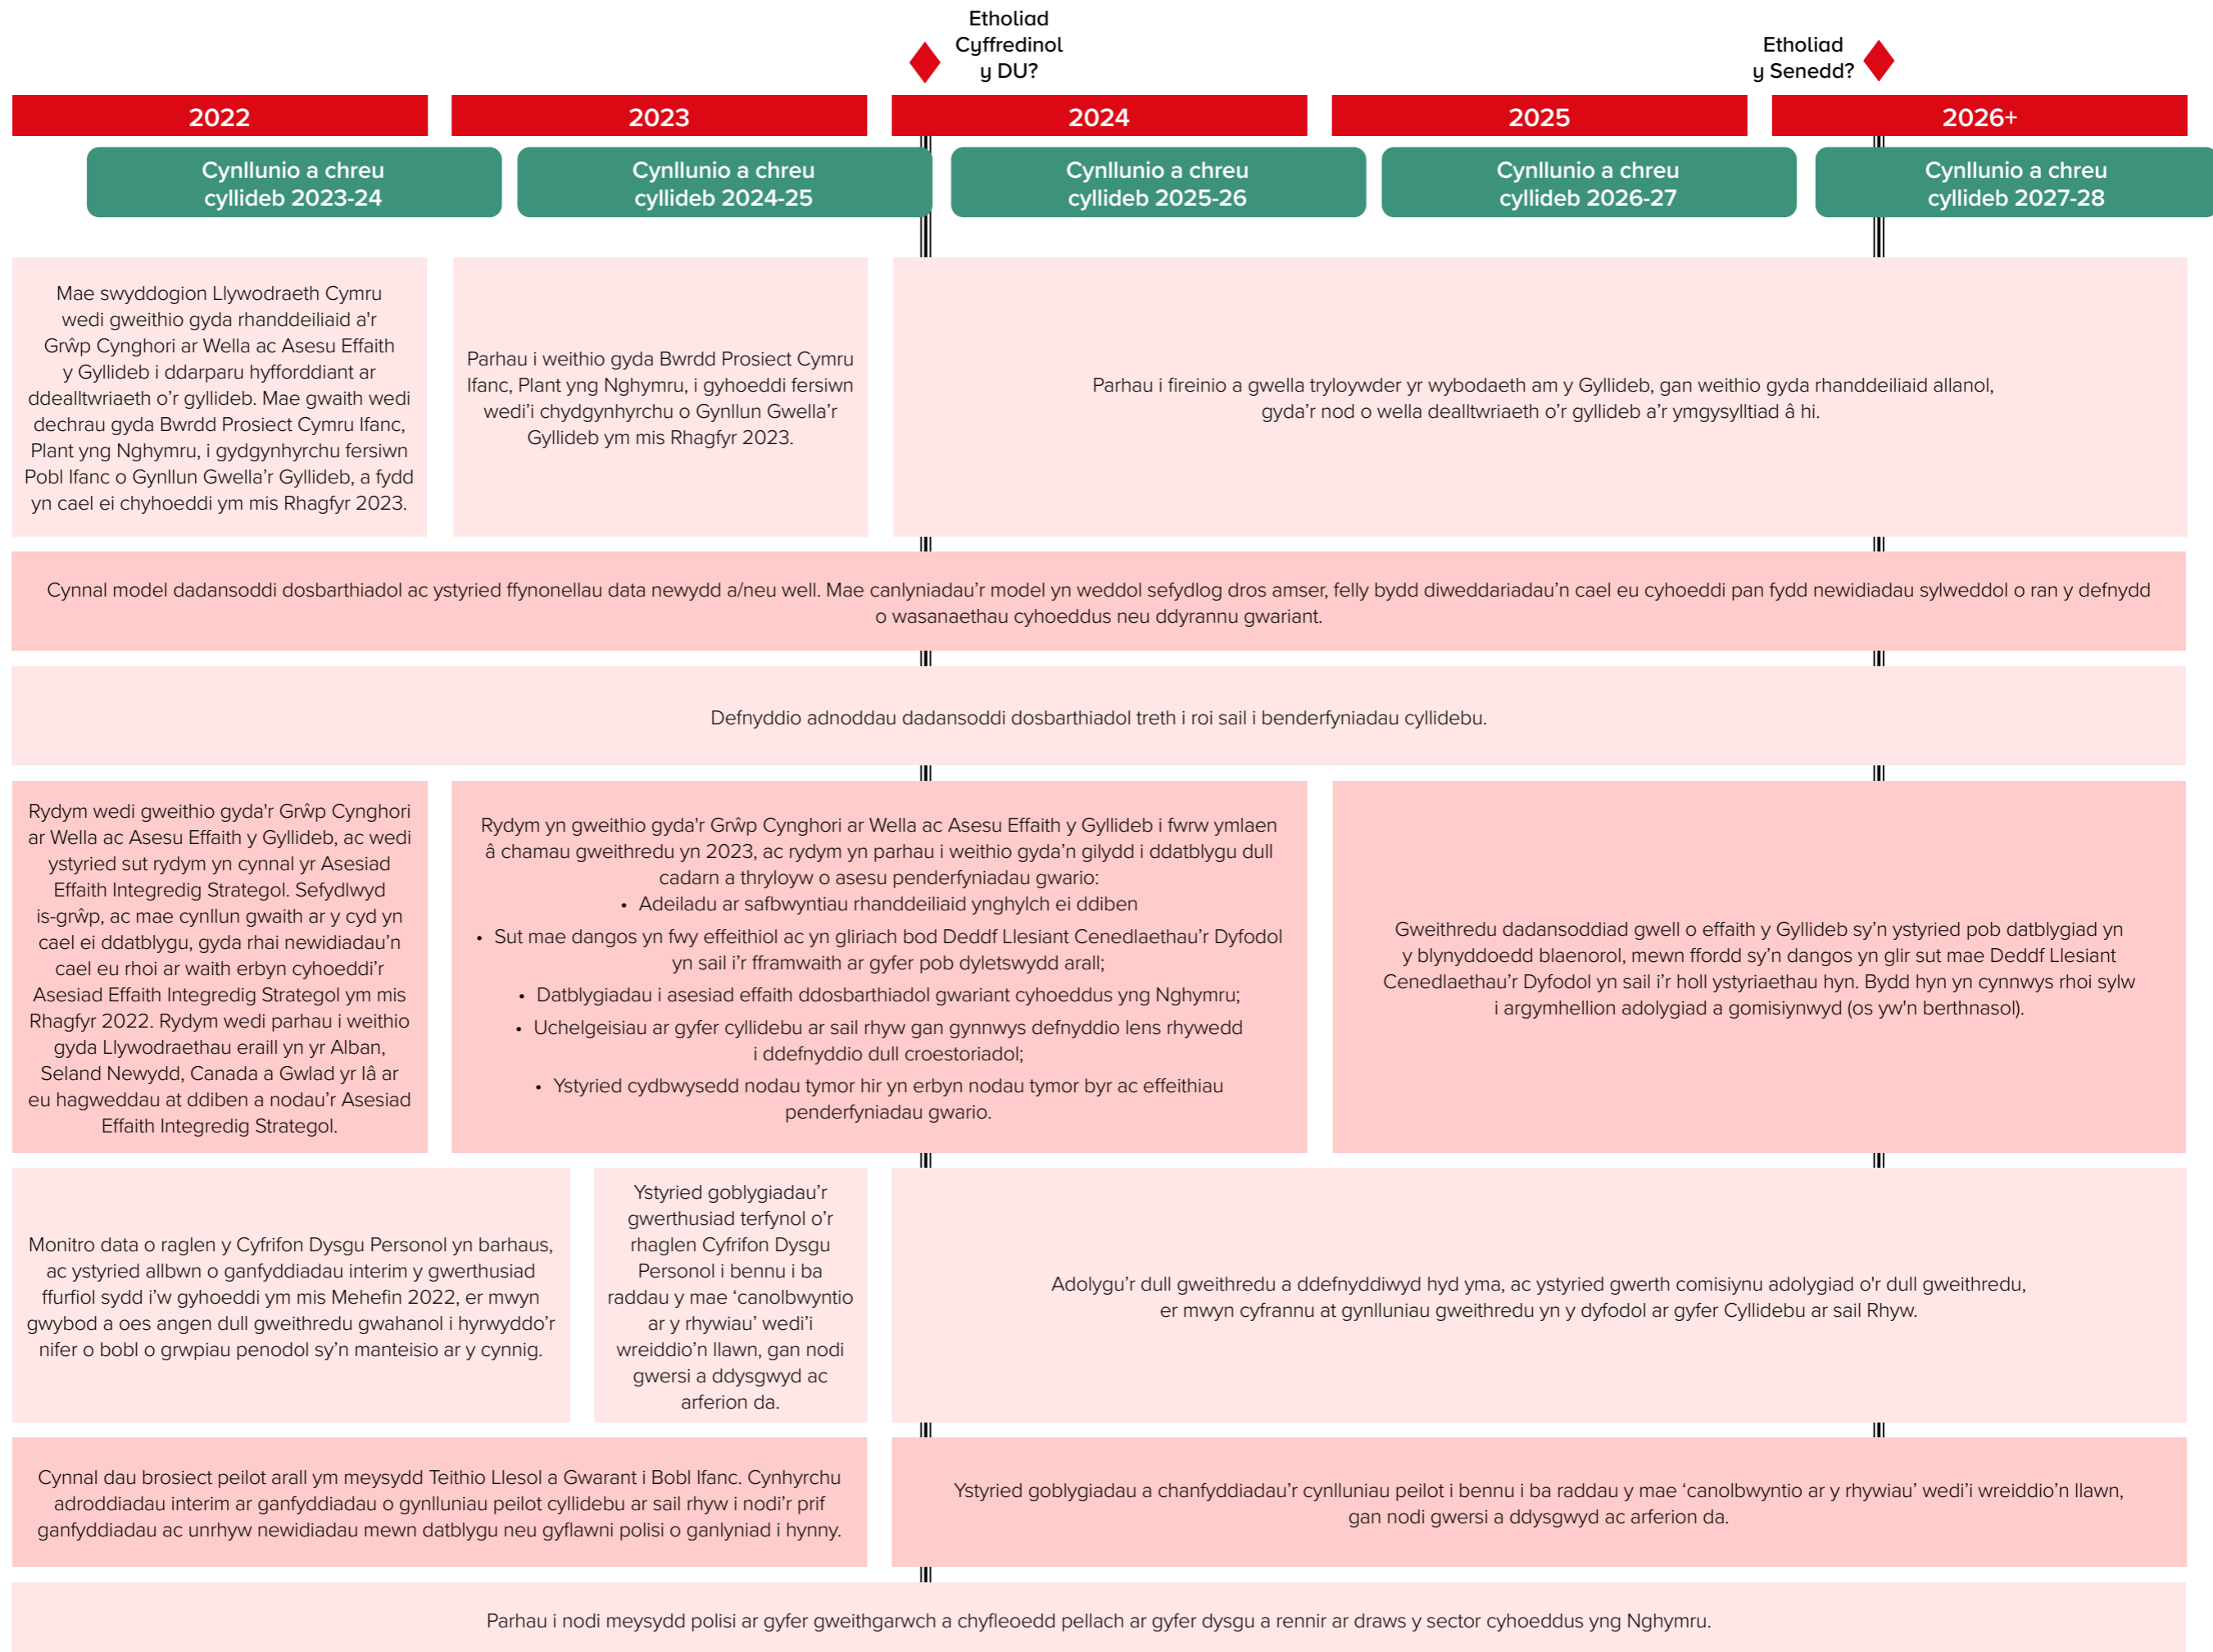 Etholiad
Cyffredinol
y DU?
Etholiad
y Senedd?
2022
2023
2024
2025
2026+
Cynllunio a chreu
cyllideb 2023-24
Cynllunio a chreu
cyllideb 2024-25
Cynllunio a chreu
cyllideb 2025-26
Cynllunio a chreu
cyllideb 2026-27
Cynllunio a chreu
cyllideb 2027-28
Mae swyddogion Llywodraeth Cymru
wedi gweithio gyda rhanddeiliaid a'r
Grŵp Cynghori ar Wella ac Asesu Effaith
y Gyllideb i ddarparu hyfforddiant ar
ddealltwriaeth o’r gyllideb. Mae gwaith wedi
dechrau gyda Bwrdd Prosiect Cymru Ifanc,
Plant yng Nghymru, i gydgynhyrchu fersiwn
Pobl Ifanc o Gynllun Gwella’r Gyllideb, a fydd
yn cael ei chyhoeddi ym mis Rhagfyr 2023.
Parhau i weithio gyda Bwrdd Prosiect Cymru
Ifanc, Plant yng Nghymru, i gyhoeddi fersiwn
wedi’i chydgynhyrchu o Gynllun Gwella’r
Gyllideb ym mis Rhagfyr 2023.
Parhau i fireinio a gwella tryloywder yr wybodaeth am y Gyllideb, gan weithio gyda rhanddeiliaid allanol,
gyda’r nod o wella dealltwriaeth o’r gyllideb a’r ymgysylltiad â hi.
Cynnal model dadansoddi dosbarthiadol ac ystyried ffynonellau data newydd a/neu well. Mae canlyniadau’r model yn weddol sefydlog dros amser, felly bydd diweddariadau’n cael eu cyhoeddi pan fydd newidiadau sylweddol o ran y defnydd
o wasanaethau cyhoeddus neu ddyrannu gwariant.
Defnyddio adnoddau dadansoddi dosbarthiadol treth i roi sail i benderfyniadau cyllidebu.
Rydym wedi gweithio gyda'r Grŵp Cynghori
ar Wella ac Asesu Effaith y Gyllideb, ac wedi
ystyried sut rydym yn cynnal yr Asesiad
Effaith Integredig Strategol. Sefydlwyd
is-grŵp, ac mae cynllun gwaith ar y cyd yn
cael ei ddatblygu, gyda rhai newidiadau’n
cael eu rhoi ar waith erbyn cyhoeddi’r
Asesiad Effaith Integredig Strategol ym mis
Rhagfyr 2022. Rydym wedi parhau i weithio
gyda Llywodraethau eraill yn yr Alban,
Seland Newydd, Canada a Gwlad yr Iâ ar
eu hagweddau at ddiben a nodau’r Asesiad
Effaith Integredig Strategol.
Rydym yn gweithio gyda'r Grŵp Cynghori ar Wella ac Asesu Effaith y Gyllideb i fwrw ymlaen
â chamau gweithredu yn 2023, ac rydym yn parhau i weithio gyda’n gilydd i ddatblygu dull
cadarn a thryloyw o asesu penderfyniadau gwario:
• Adeiladu ar safbwyntiau rhanddeiliaid ynghylch ei ddiben
• Sut mae dangos yn fwy effeithiol ac yn gliriach bod Deddf Llesiant Cenedlaethau’r Dyfodol
yn sail i’r fframwaith ar gyfer pob dyletswydd arall;
• Datblygiadau i asesiad effaith ddosbarthiadol gwariant cyhoeddus yng Nghymru;
• Uchelgeisiau ar gyfer cyllidebu ar sail rhyw gan gynnwys defnyddio lens rhywedd
i ddefnyddio dull croestoriadol;
• Ystyried cydbwysedd nodau tymor hir yn erbyn nodau tymor byr ac effeithiau
penderfyniadau gwario.
Gweithredu dadansoddiad gwell o effaith y Gyllideb sy’n ystyried pob datblygiad yn
y blynyddoedd blaenorol, mewn ffordd sy’n dangos yn glir sut mae Deddf Llesiant
Cenedlaethau’r Dyfodol yn sail i’r holl ystyriaethau hyn. Bydd hyn yn cynnwys rhoi sylw
i argymhellion adolygiad a gomisiynwyd (os yw'n berthnasol).
Monitro data o raglen y Cyfrifon Dysgu Personol yn barhaus,
ac ystyried allbwn o ganfyddiadau interim y gwerthusiad
ffurfiol sydd i’w gyhoeddi ym mis Mehefin 2022, er mwyn
gwybod a oes angen dull gweithredu gwahanol i hyrwyddo’r
nifer o bobl o grwpiau penodol sy’n manteisio ar y cynnig.
Ystyried goblygiadau’r
gwerthusiad terfynol o’r
rhaglen Cyfrifon Dysgu
Personol i bennu i ba
raddau y mae ‘canolbwyntio
ar y rhywiau’ wedi’i
wreiddio’n llawn, gan nodi
gwersi a ddysgwyd ac
arferion da.
Adolygu’r dull gweithredu a ddefnyddiwyd hyd yma, ac ystyried gwerth comisiynu adolygiad o'r dull gweithredu,
er mwyn cyfrannu at gynlluniau gweithredu yn y dyfodol ar gyfer Cyllidebu ar sail Rhyw.
Cynnal dau brosiect peilot arall ym meysydd Teithio Llesol a Gwarant i Bobl Ifanc. Cynhyrchu
adroddiadau interim ar ganfyddiadau o gynlluniau peilot cyllidebu ar sail rhyw i nodi’r prif
ganfyddiadau ac unrhyw newidiadau mewn datblygu neu gyflawni polisi o ganlyniad i hynny.
Ystyried goblygiadau a chanfyddiadau’r cynlluniau peilot i bennu i ba raddau y mae ‘canolbwyntio ar y rhywiau’ wedi’i wreiddio’n llawn,
gan nodi gwersi a ddysgwyd ac arferion da.
Parhau i nodi meysydd polisi ar gyfer gweithgarwch a chyfleoedd pellach ar gyfer dysgu a rennir ar draws y sector cyhoeddus yng Nghymru.